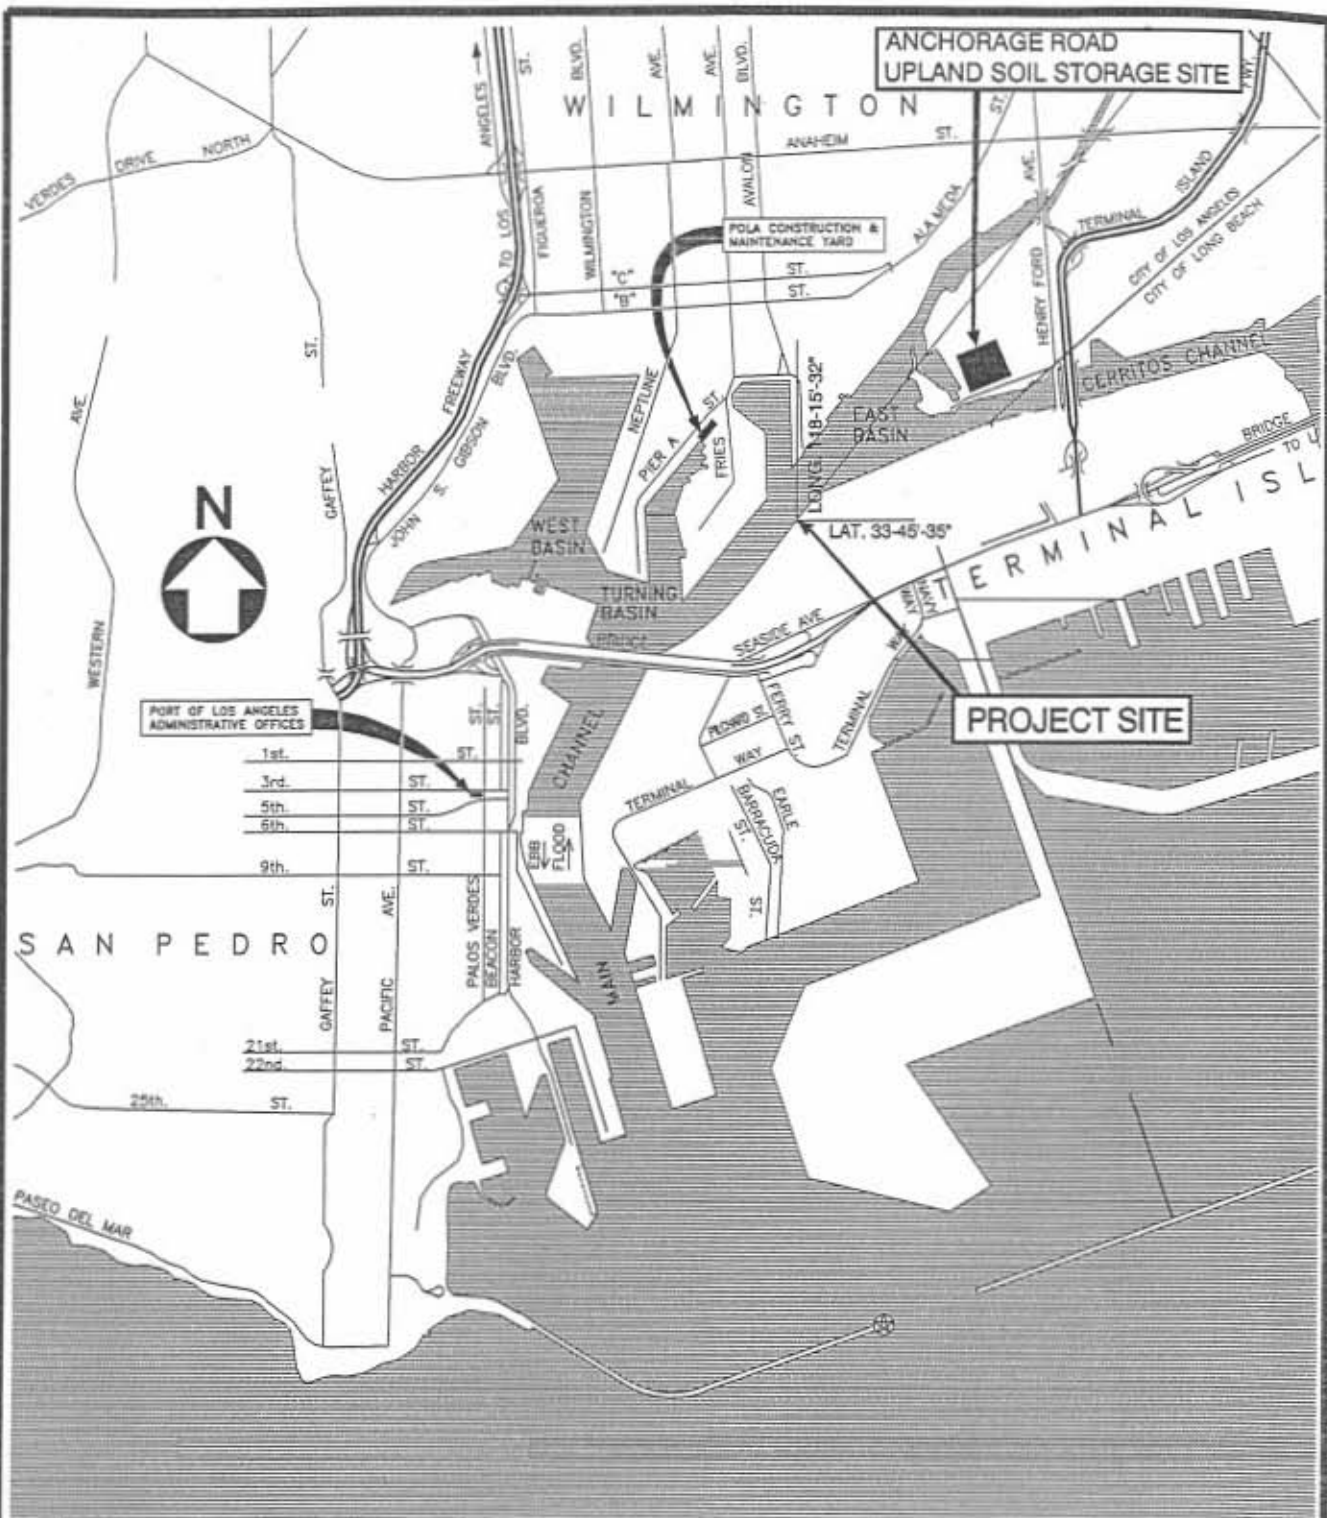 ANCHORAGE ROAD
UPLAND SOIL STORAGE SITE
ANGELES
ST.
BLVD.
AVE.
AVE.
BLVD.
WILMINGTON
ST.
FWY.
ANAHEIM
ST.
VERDES
DRIVE
NORTH
TO LOS
FIGUEROA
WILMINGTON
AVALON
ALAMEDA
AVE.
TERMINAL
ISLAND
CITY OF LOS ANGELES
CITY OF LONG BEACH
POLA CONSTRUCTION &
MAINTENANCE YARD
"C"
ST.
"B"
ST.
HENRY FORD
ST.
HARBOR
FREEWAY
JOHN
S.
GIBSON
BLVD.
NEPTUNE
PIER A
ST.
FRIES
LONG. 118-15'-32"
EAST
BASIN
CERRITOS CHANNEL
BRIDGE
TO
AVE.
GAFFEY
N
WEST
BASIN
LAT. 33-45'-35"
TERMINAL ISL
TURNING
BASIN
SEASIDE AVE
NAVY
WAY
WAY
WESTERN
PORT OF LOS ANGELES
ADMINISTRATIVE OFFICES
ST.
ST.
BLVD.
CHANNEL
FERRY
ST.
TERMINAL
PROJECT SITE
WAY
TERMINAL
1st.
ST.
3rd.
ST.
5th.
ST.
6th.
ST.
9th.
ST.
EBB
FLOOD
BARRACUDA
ST.
EARLE
ST.
SAN PEDRO
GAFFEY
ST.
PACIFIC
AVE.
PALOS VERDES
BEACON
HARBOR
MAIN
21st.
ST.
22nd.
ST.
25th.
ST.
PASEO DEL MAR